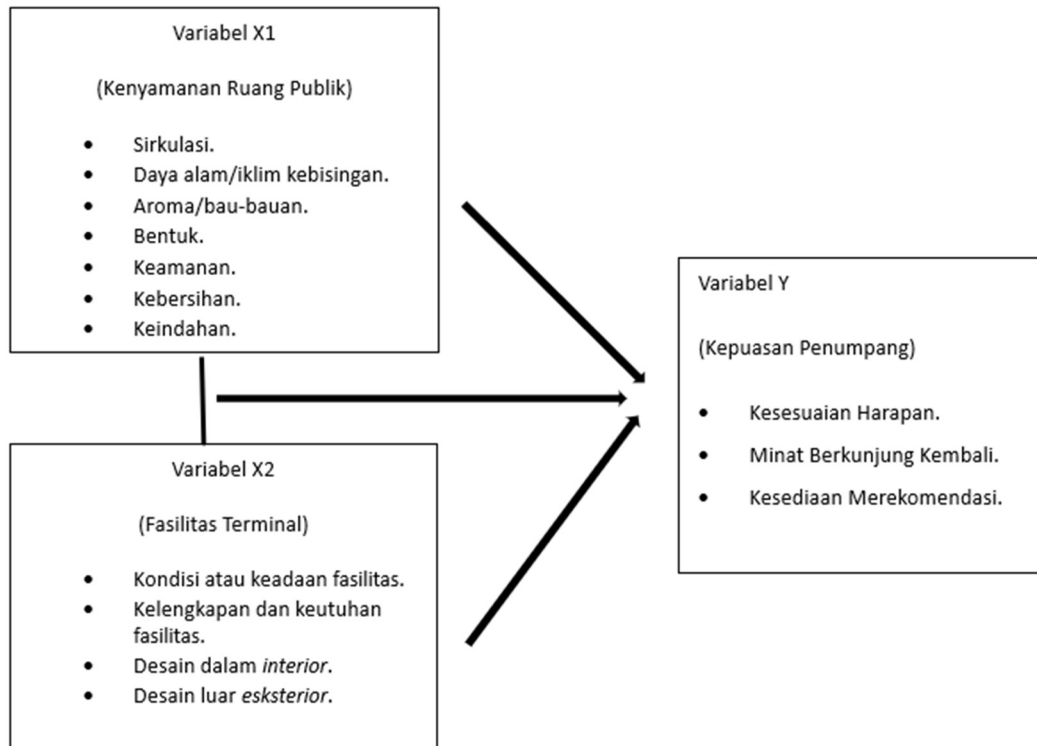 Variabel X1
(Kenyamanan Ruang Publik)
• Sirkulasi.
• Daya alam/iklim kebisingan.
• Aroma/bau-bauan.
• Bentuk.
• Keamanan.
• Kebersihan.
• Keindahan.
Variabel X2
(Fasilitas Terminal)
• Kondisi atau keadaan fasilitas.
• Kelengkapan dan keutuhan
fasilitas.
• Desain dalam interior.
• Desain luar esksterior.
Variabel Y
(Kepuasan Penumpang)
• Kesesuaian Harapan.
• Minat Berkunjung Kembali.
• Kesediaan Merekomendasi.